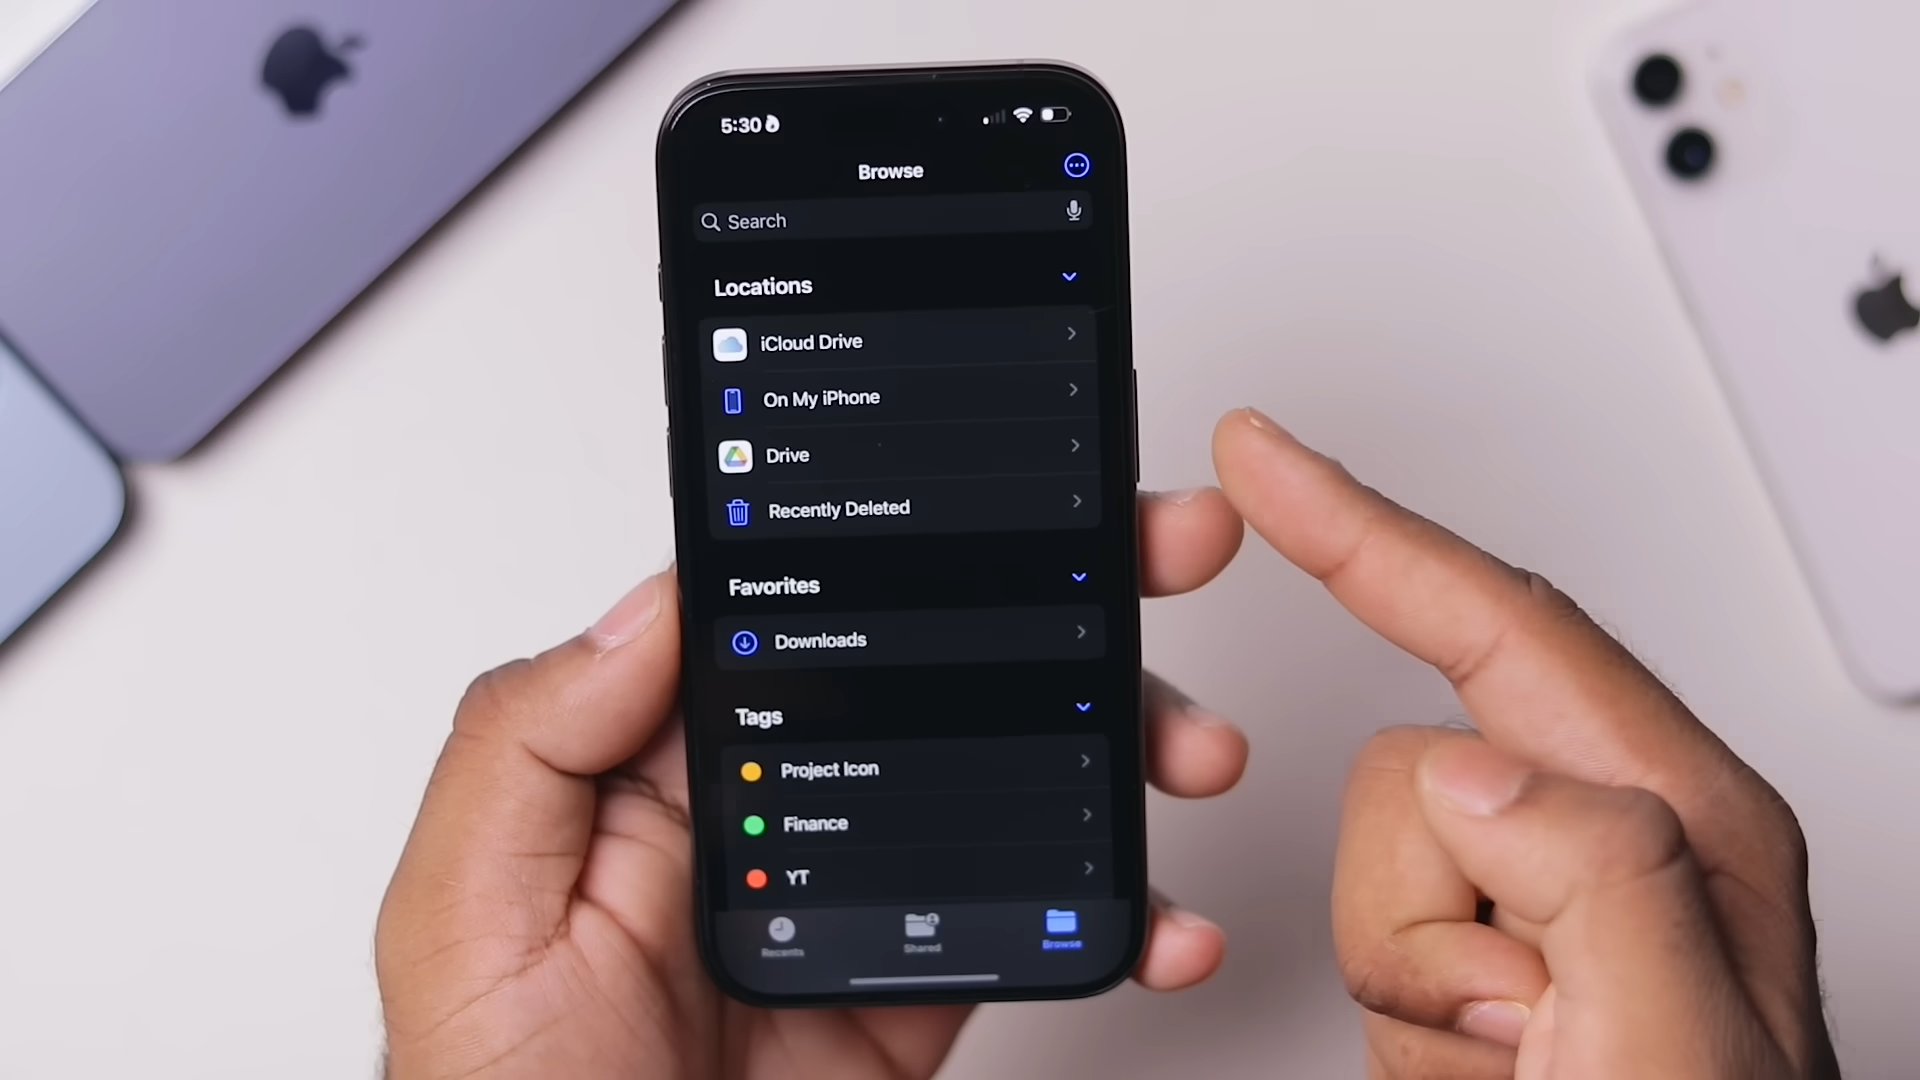 5:30
Browse
Search
Locations
iCloud Drive
On My iPhone
Drive
Recently Deleted
Favorites
Downloads
Tags
Project Icon
Finance
YT
Recents
Shared
Browse